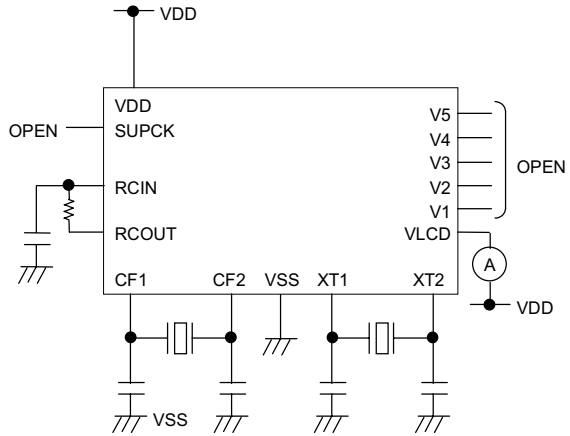 VDD
VDD
OPEN
SUPCK
RCIN
RCOUT
V5
V4
V3
V2
V1
OPEN
VLCD
A
VDD
CF1
CF2
VSS
XT1
XT2
VSS